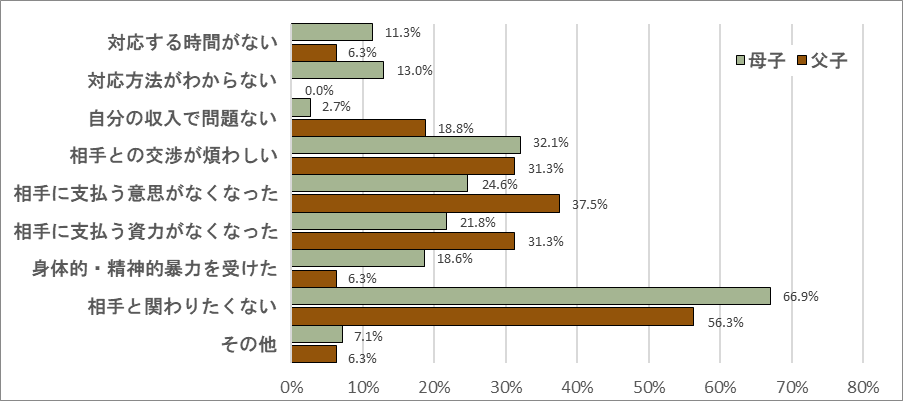 対応する時間がない
11.3%
6.3%
対応方法がわからない
13.0%
0.0%
自分の収入で問題ない
2.7%
18.8%
相手との交渉が煩わしい
32.1%
31.3%
相手に支払う意思がなくなった
24.6%
37.5%
相手に支払う資力がなくなった
21.8%
31.3%
身体的・精神的暴力を受けた
18.6%
6.3%
相手と関わりたくない
66.9%
56.3%
その他
7.1%
6.3%
母子 父子
0% 10% 20% 30% 40% 50% 60% 70% 80%